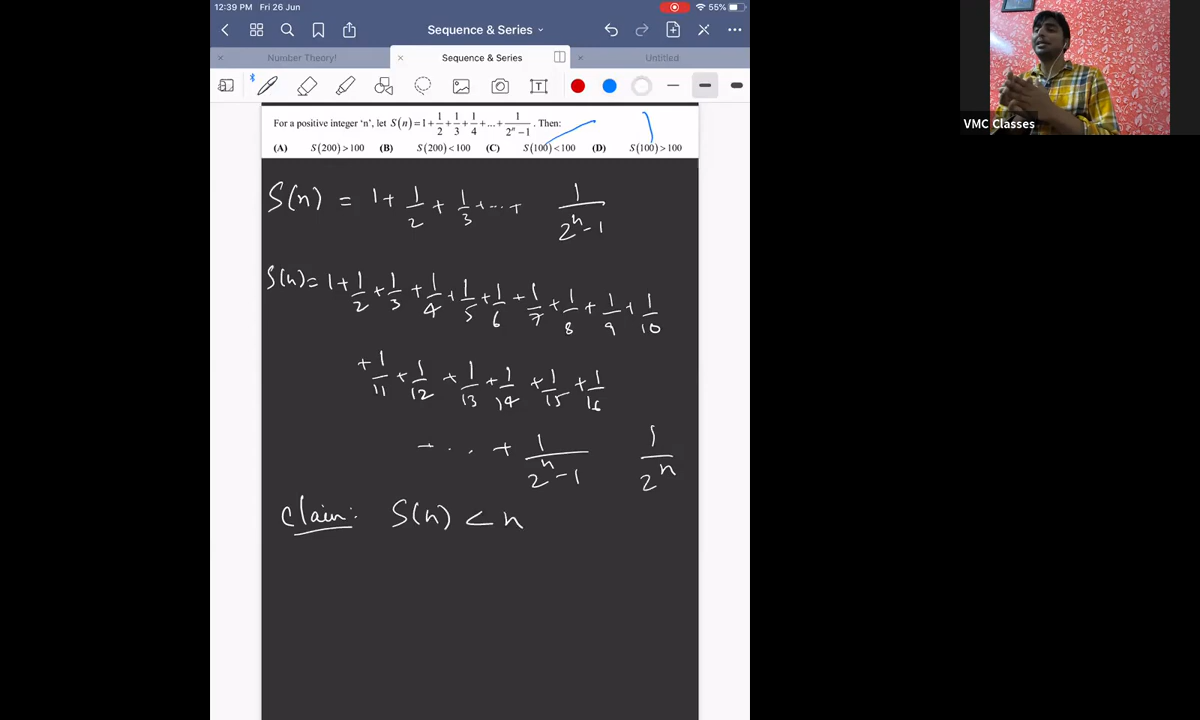 12:39 PM Fri 26 Jun 55%
Sequence & Series
Number Theory! Sequence & Series Untitled
For a positive integer ‘n’, let S(n)=1+1/2+1/3+1/4+...+1/(2^n−1). Then:
(A) S(200)>100 (B) S(200)<100 (C) S(100)<100 (D) S(100)>100
S(n) = 1+ 1/2 + 1/3 +...+ 1/(2^n-1)
S(n)= 1+1/2+1/3+1/4+1/5+1/6+1/7+1/8+1/9+1/10
+1/11+1/12+1/13+1/14+1/15+1/16
+...+1/(2^n-1) 1/2^n
Claim: S(n) < n
VMC Classes